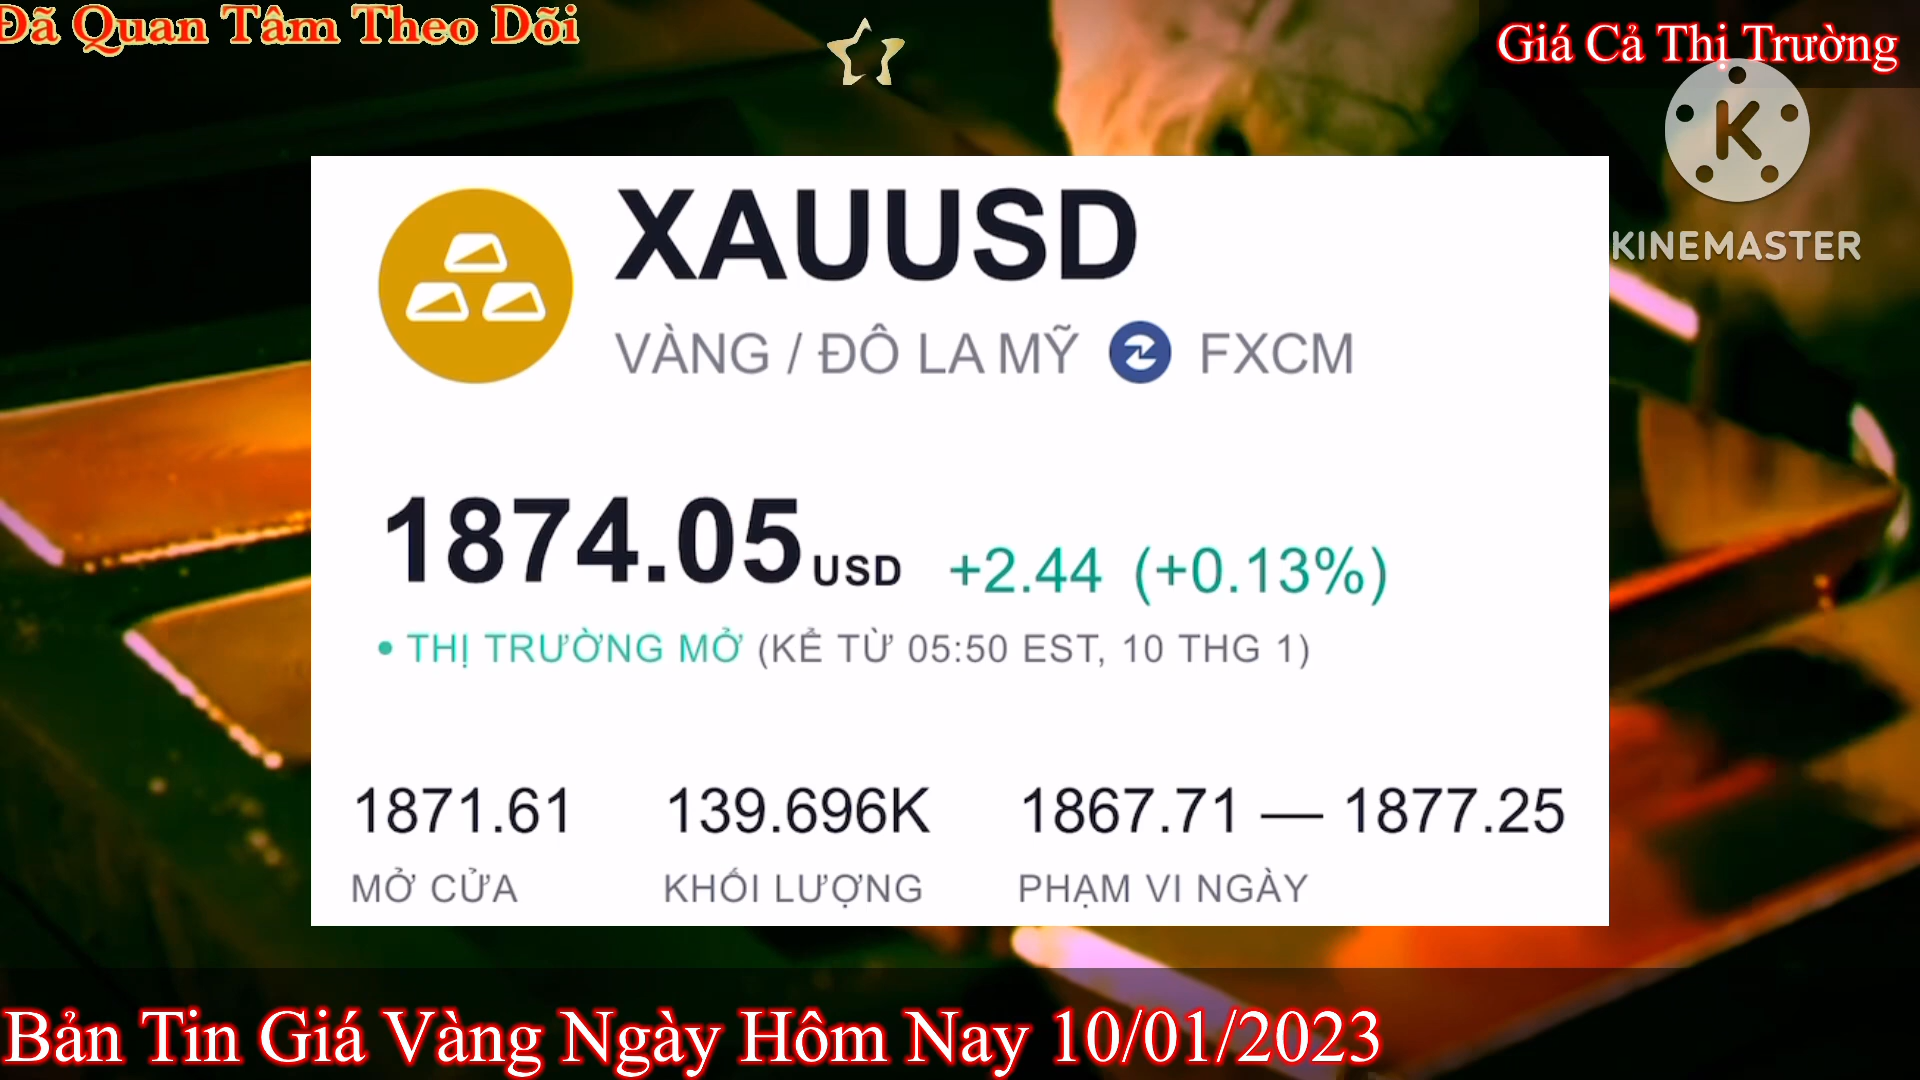 Đã Quan Tâm Theo Dõi
Giá Cả Thị Trường
K
KINEMASTER
XAUUSD
VÀNG / ĐÔ LA MỸ FXCM
1874.05 USD +2.44 (+0.13%)
• THỊ TRƯỜNG MỞ (KỂ TỪ 05:50 EST, 10 THG 1)
1871.61 139.696K 1867.71 — 1877.25
MỞ CỬA KHỐI LƯỢNG PHẠM VI NGÀY
Bản Tin Giá Vàng Ngày Hôm Nay 10/01/2023